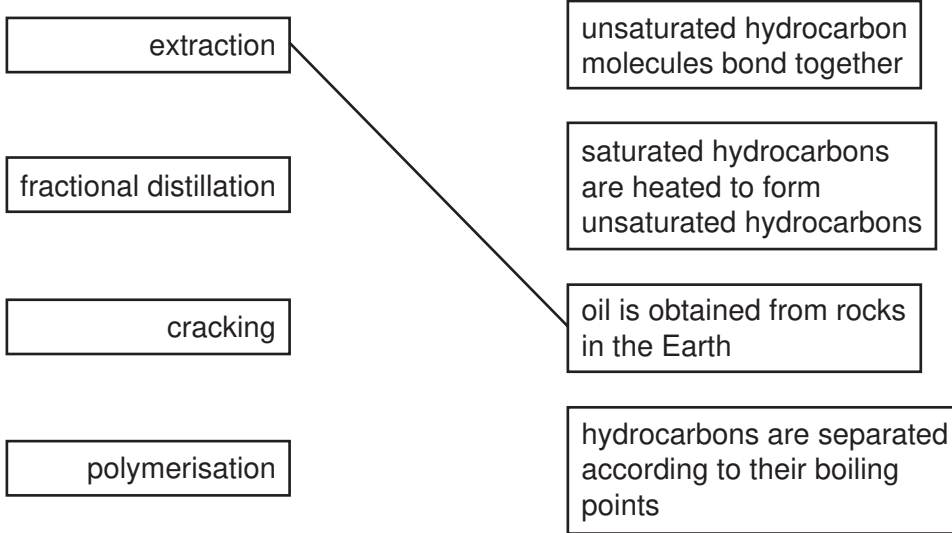 extraction
fractional distillation
cracking
polymerisation
unsaturated hydrocarbon
molecules bond together
saturated hydrocarbons
are heated to form
unsaturated hydrocarbons
oil is obtained from rocks
in the Earth
hydrocarbons are separated
according to their boiling
points